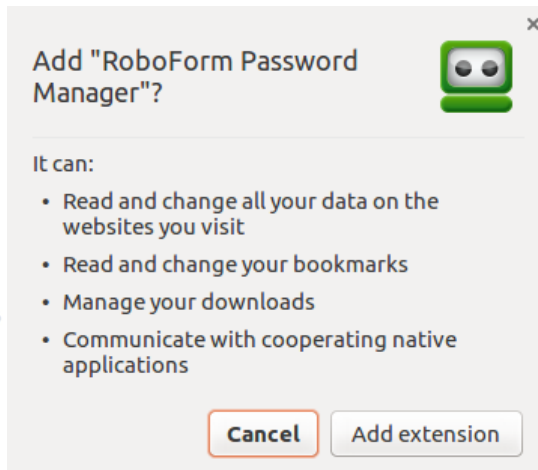 Add "RoboForm Password
Manager"?
It can:
• Read and change all your data on the
websites you visit
• Read and change your bookmarks
• Manage your downloads
• Communicate with cooperating native
applications
Cancel
Add extension